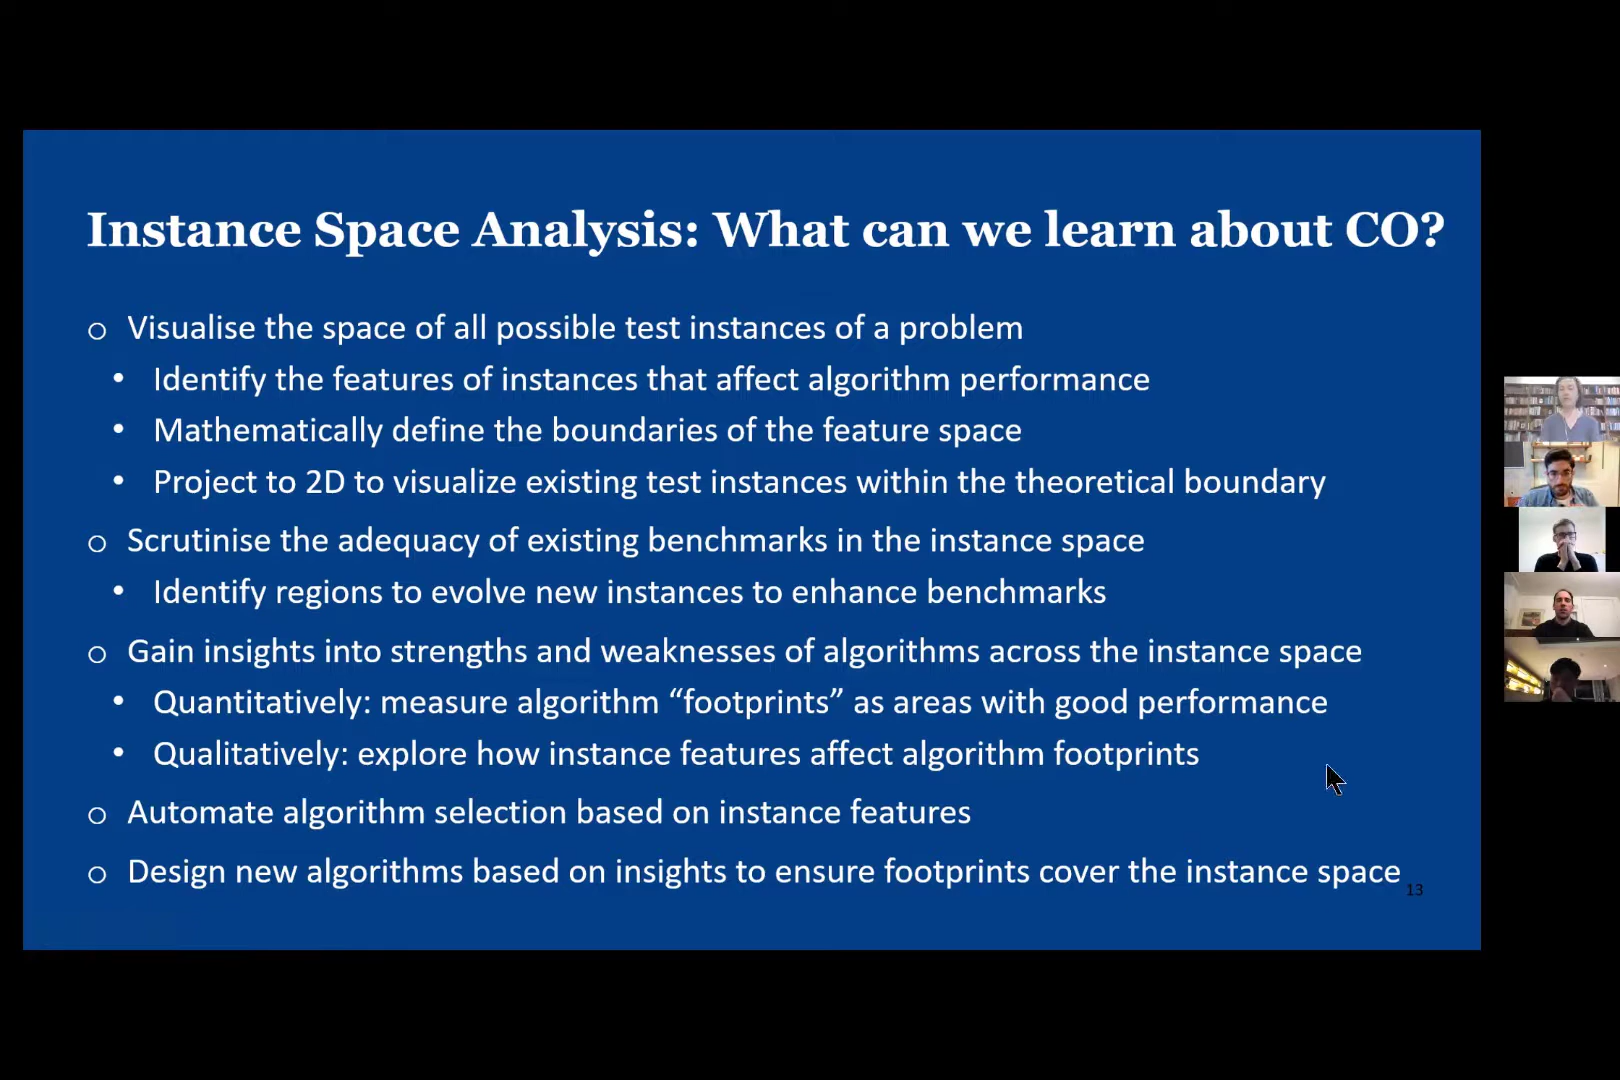 Instance Space Analysis: What can we learn about CO?
o Visualise the space of all possible test instances of a problem
• Identify the features of instances that affect algorithm performance
• Mathematically define the boundaries of the feature space
• Project to 2D to visualize existing test instances within the theoretical boundary
o Scrutinise the adequacy of existing benchmarks in the instance space
• Identify regions to evolve new instances to enhance benchmarks
o Gain insights into strengths and weaknesses of algorithms across the instance space
• Quantitatively: measure algorithm “footprints” as areas with good performance
• Qualitatively: explore how instance features affect algorithm footprints
o Automate algorithm selection based on instance features
o Design new algorithms based on insights to ensure footprints cover the instance space
13